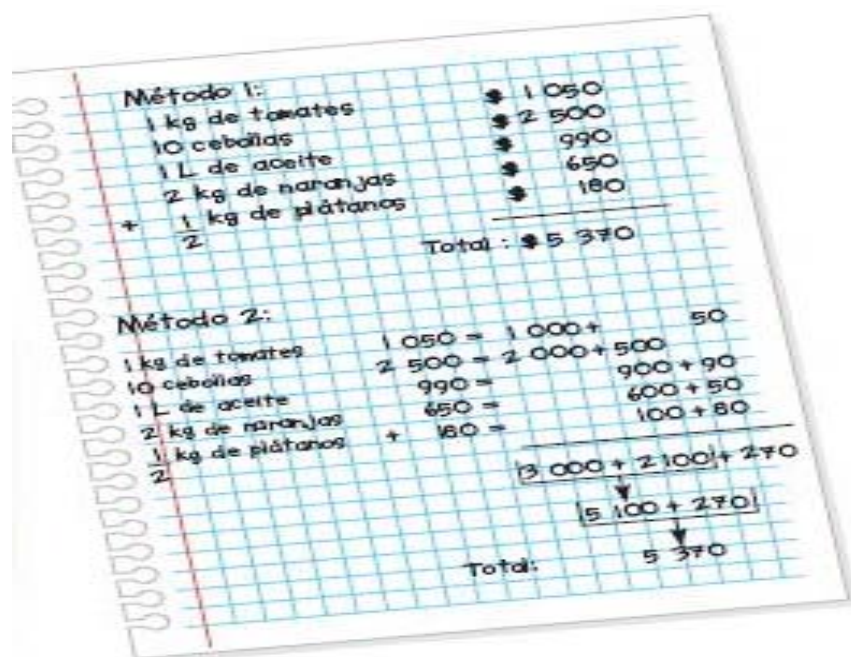 Método 1:
1 kg de tomates $ 1 050
10 cebollas $ 2 500
1 L de aceite $ 990
2 kg de naranjas $ 650
+ 1/2 kg de plátanos $ 180
Total : $ 5 370
Método 2:
1 kg de tomates 1 050 = 1 000 + 50
10 cebollas 2 500 = 2 000 + 500
1 L de aceite 990 = 900 + 90
2 kg de naranjas 650 = 600 + 50
1/2 kg de plátanos + 180 = 100 + 80
3 000 + 2 100 + 270
5 100 + 270
Total: 5 370